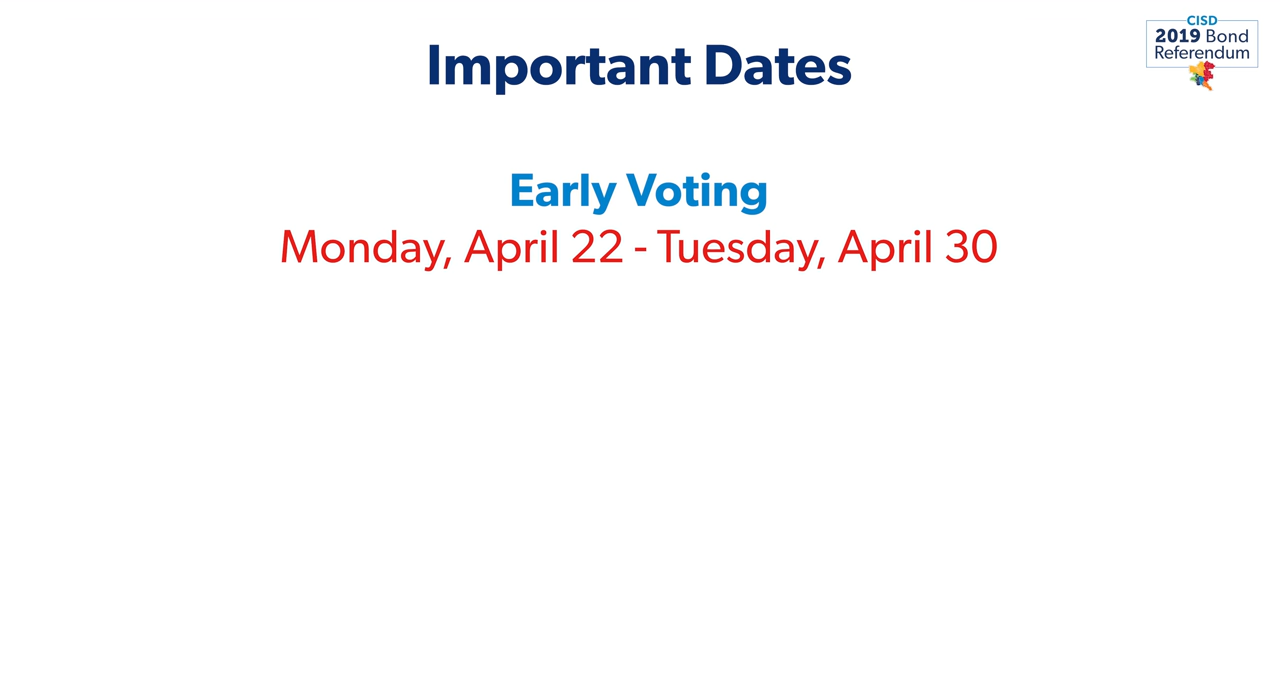 CISD
2019 Bond
Referendum
Important Dates
Early Voting
Monday, April 22 - Tuesday, April 30